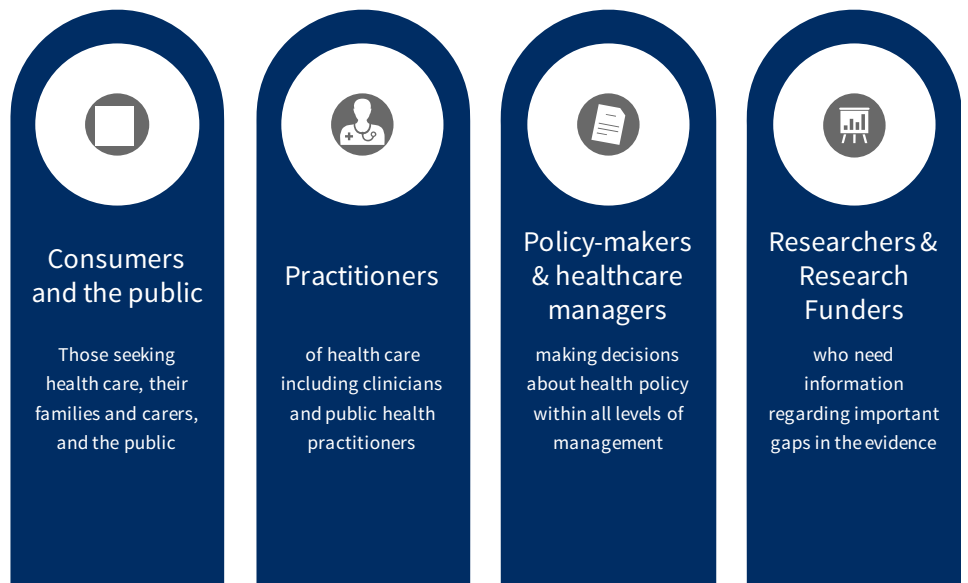 Consumers
and the public
Those seeking
health care, their
families and carers,
and the public
Practitioners
of health care
including clinicians
and public health
practitioners
Policy-makers
& healthcare
managers
making decisions
about health policy
within all levels of
management
Researchers &
Research
Funders
who need
information
regarding important
gaps in the evidence